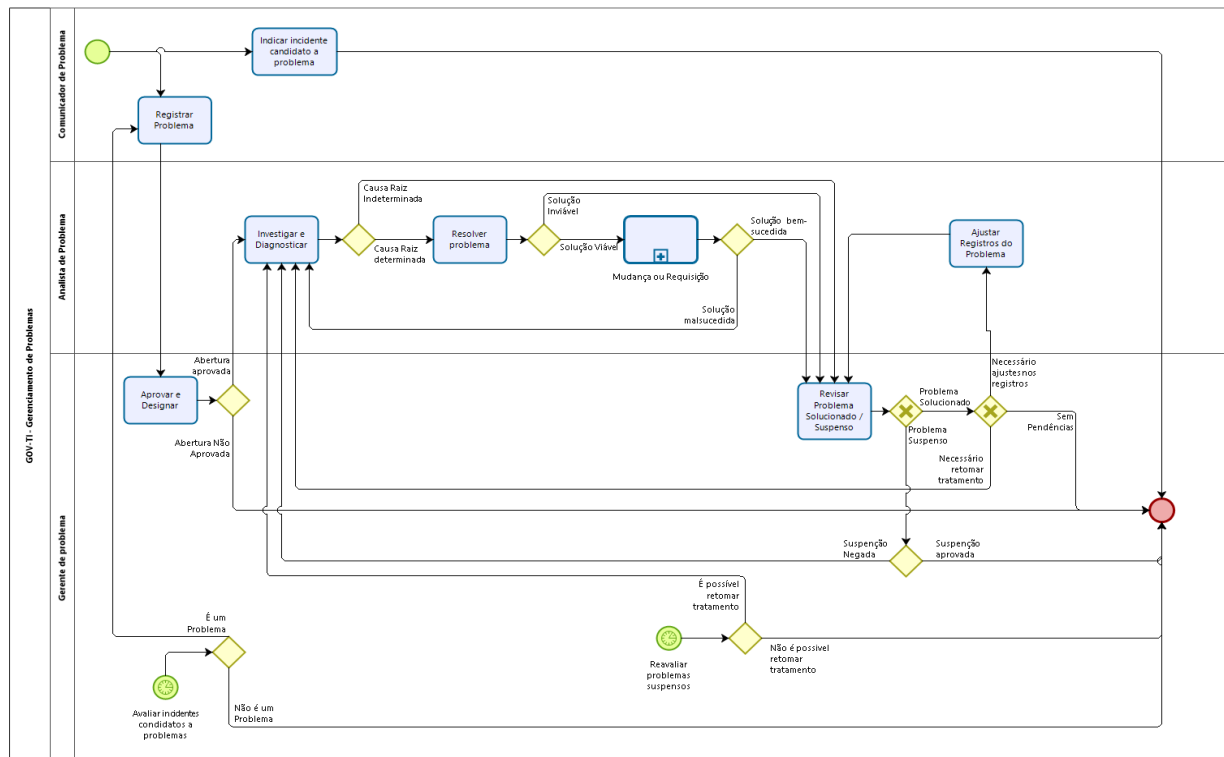 GOV-TI - Gerenciamento de Problemas
Comunicador de Problema
Indicar incidente
candidato a
problema
Registrar
Problema
Analista de Problema
Causa Raiz
Indeterminada
Investigar e
Diagnosticar
Causa Raiz
determinada
Resolver
problema
Solução
Inviável
Solução Viável
Mudança ou Requisição
Solução bem-
sucedida
Solução
malsucedida
Ajustar
Registros do
Problema
Gerente de problema
Abertura
aprovada
Aprovar e
Designar
Abertura Não
Aprovada
Revisar
Problema
Solucionado /
Suspenso
Problema
Solucionado
Problema
Suspenso
Necessário
ajustes nos
registros
Sem
Pendências
Necessário
retomar
tratamento
Suspenção
Negada
Suspenção
aprovada
É possível
retomar
tratamento
Não é possivel
retomar
tratamento
Reavaliar
problemas
suspensos
É um
Problema
Não é um
Problema
Avaliar incidentes
condidatos a
problemas